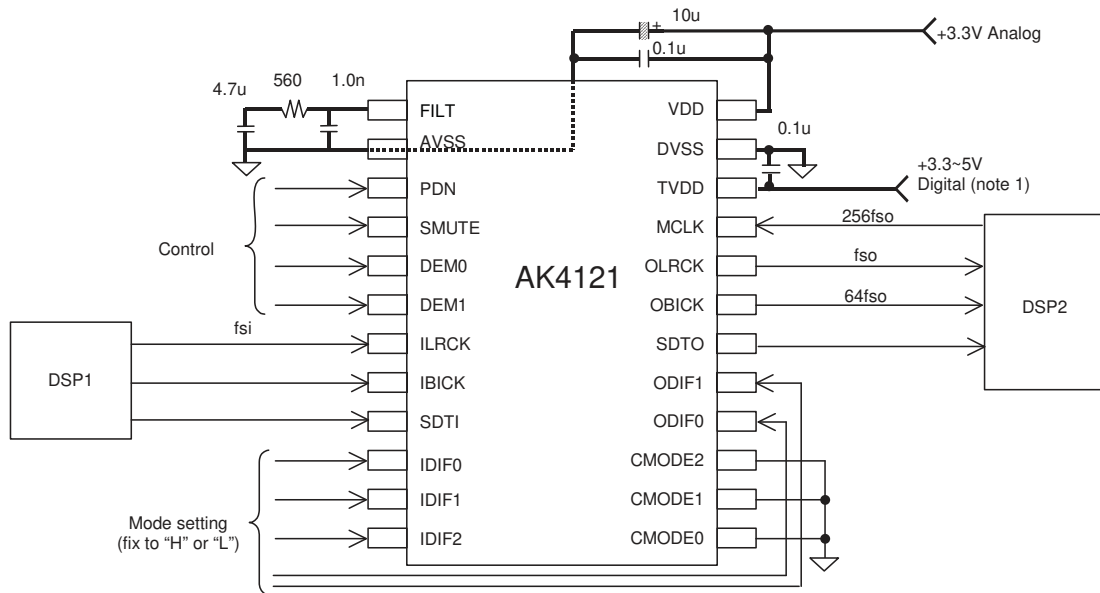 10u
+
+3.3V Analog
0.1u
4.7u
560
1.0n
FILT
VDD
0.1u
AVSS
DVSS
+3.3~5V
Digital (note 1)
PDN
TVDD
SMUTE
MCLK
256fso
Control
DEM0
OLRCK
fso
AK4121
DEM1
OBICK
64fso
DSP2
fsi
ILRCK
SDTO
DSP1
IBICK
ODIF1
SDTI
ODIF0
IDIF0
CMODE2
IDIF1
CMODE1
Mode setting
(fix to “H” or “L”)
IDIF2
CMODE0